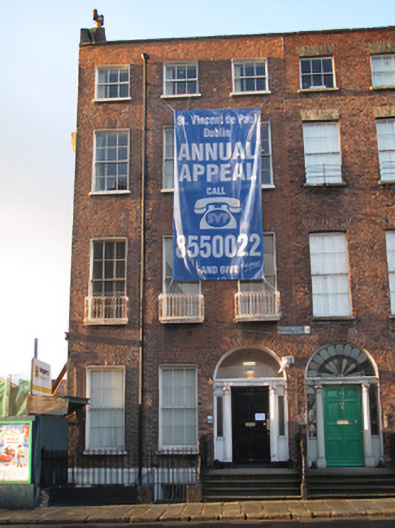 St. Vincent de Paul
Dublin
ANNUAL
APPEAL
CALL
SVP
8550022
AND GIVE